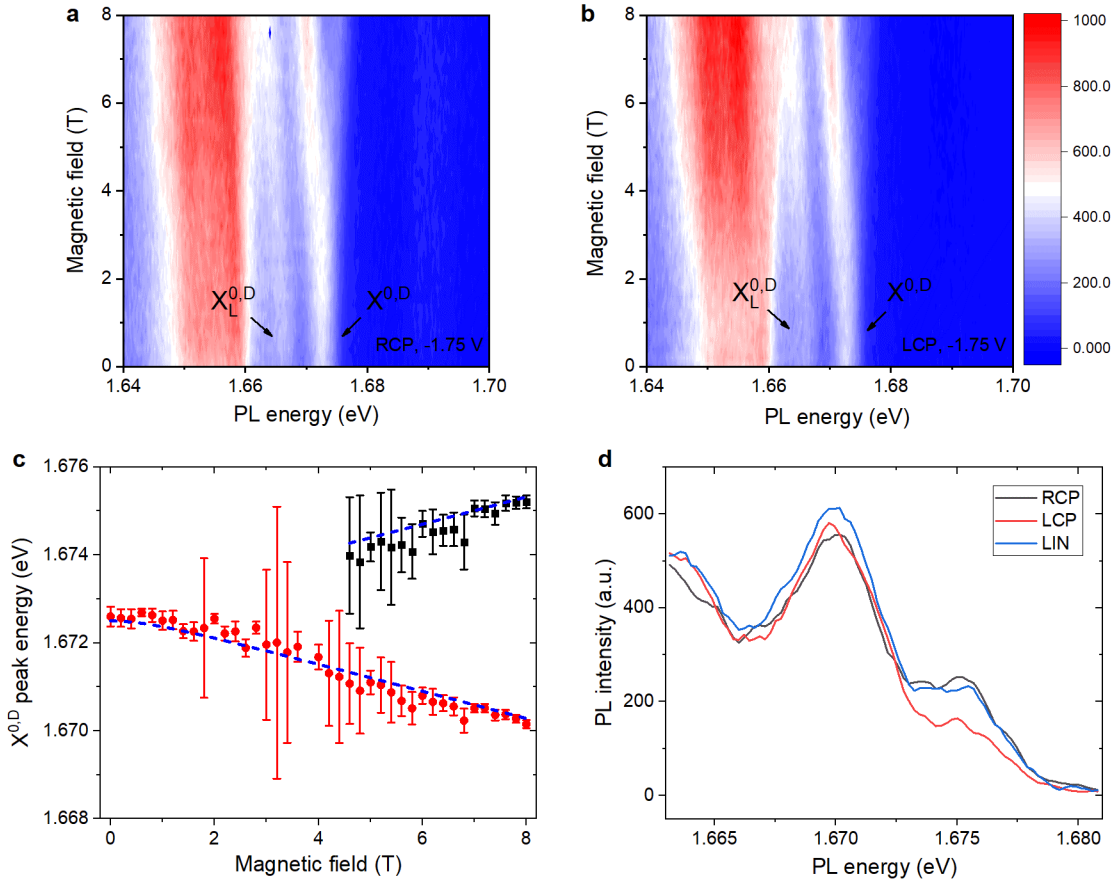 a
8
6
4
2
0
Magnetic field (T)
X_L^{0,D}
X^{0,D}
RCP, -1.75 V
1.64
1.66
1.68
1.70
PL energy (eV)
b
8
6
4
2
0
Magnetic field (T)
X_L^{0,D}
X^{0,D}
LCP, -1.75 V
1.64
1.66
1.68
1.70
PL energy (eV)
1000
800.0
600.0
400.0
200.0
0.000
c
1.676
1.674
1.672
1.670
1.668
X^{0,D} peak energy (eV)
0
2
4
6
8
Magnetic field (T)
d
600
400
200
0
PL intensity (a.u.)
RCP
LCP
LIN
1.665
1.670
1.675
1.680
PL energy (eV)